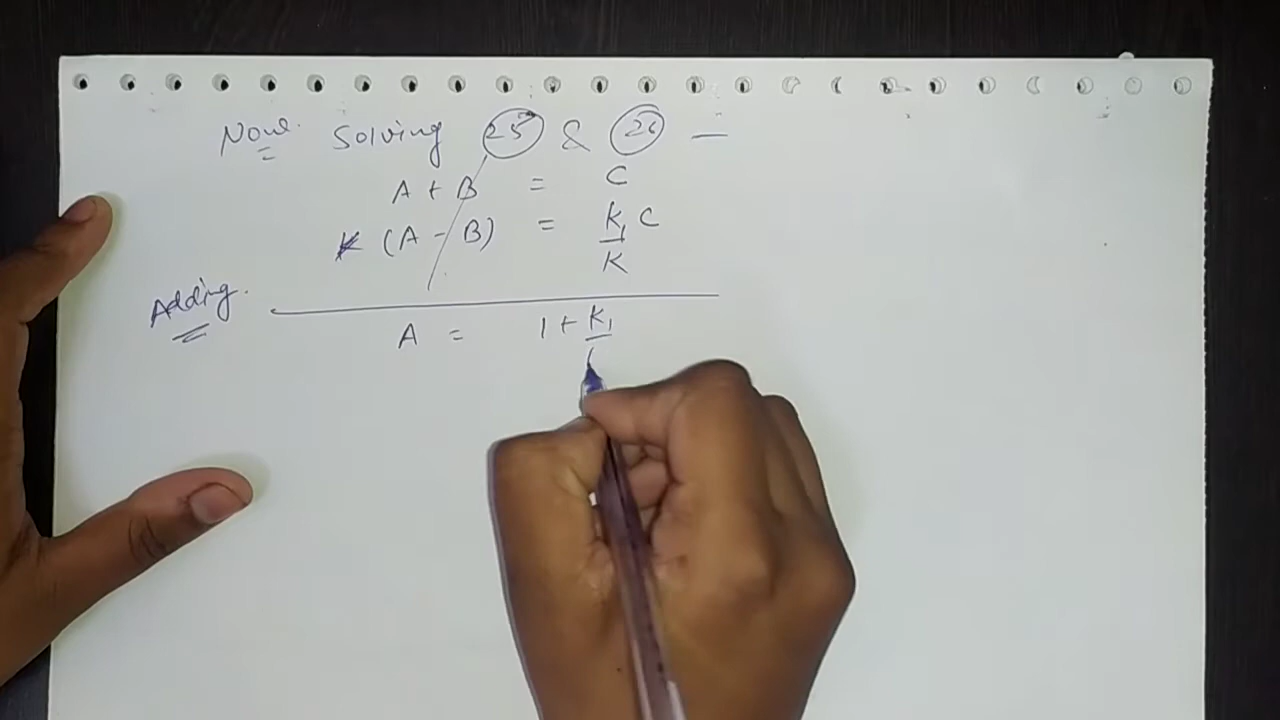 Now. Solving 25 & 26 —
A + B = C
K (A - B) = K1 C
K
Adding.
A = 1 + K1